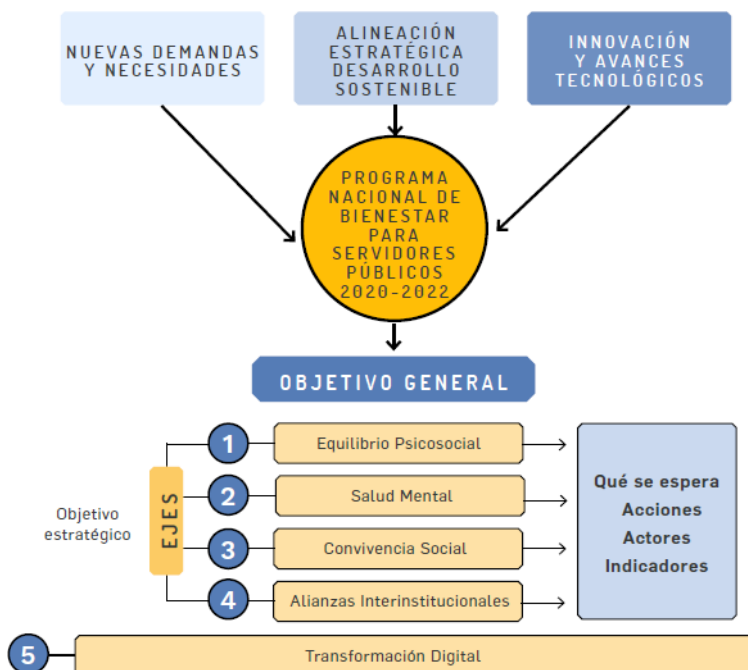 NUEVAS DEMANDAS
Y NECESIDADES
ALINEACIÓN
ESTRATÉGICA
DESARROLLO
SOSTENIBLE
INNOVACIÓN
Y AVANCES
TECNOLÓGICOS
PROGRAMA
NACIONAL DE
BIENESTAR
PARA
SERVIDORES
PÚBLICOS
2020-2022
OBJETIVO GENERAL
Objetivo
estratégico
EJES
1 Equilibrio Psicosocial
2 Salud Mental
3 Convivencia Social
4 Alianzas Interinstitucionales
Qué se espera
Acciones
Actores
Indicadores
5 Transformación Digital